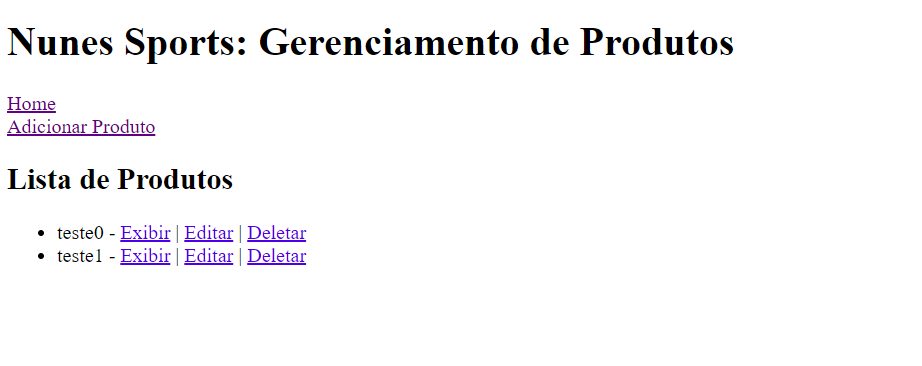 Nunes Sports: Gerenciamento de Produtos
Home
Adicionar Produto
Lista de Produtos
teste0 - Exibir | Editar | Deletar
teste1 - Exibir | Editar | Deletar